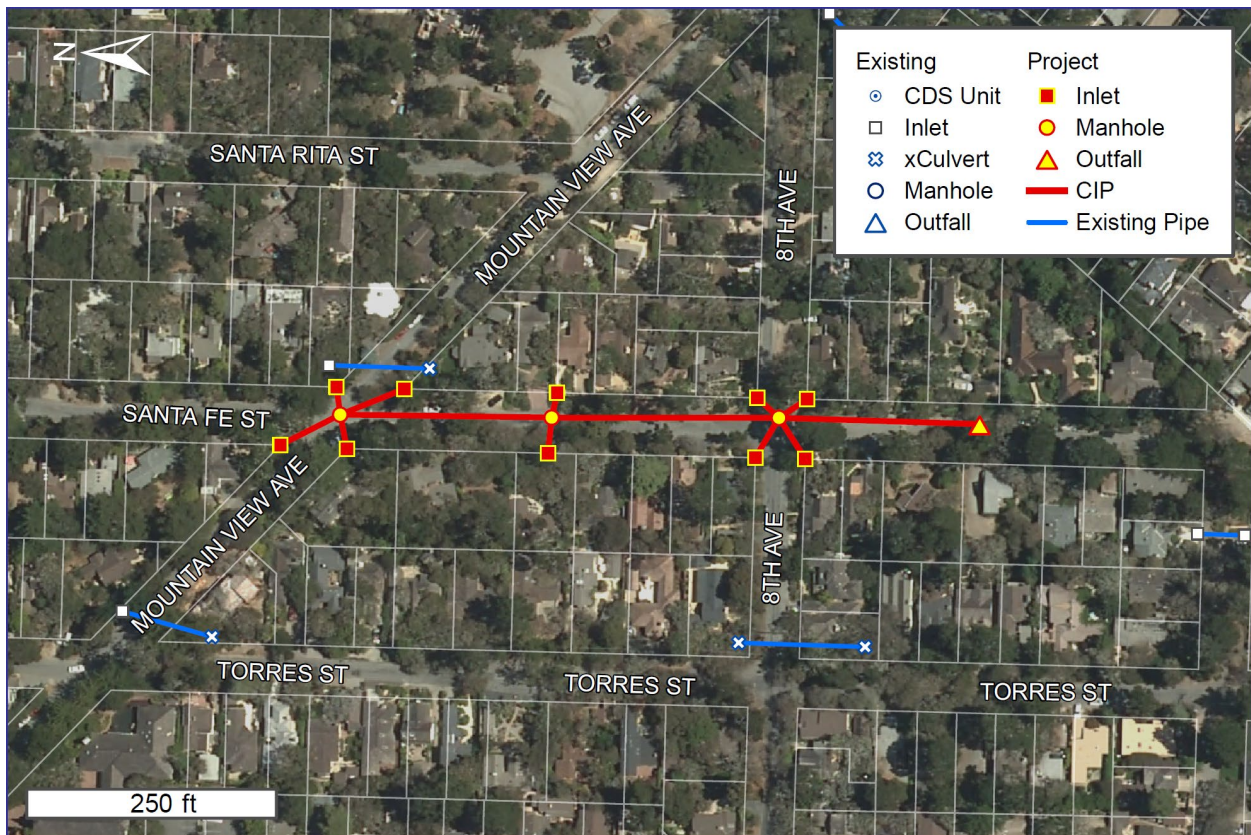 N
Existing
Project
CDS Unit
Inlet
Inlet
Manhole
xCulvert
Outfall
Manhole
CIP
Outfall
Existing Pipe
SANTA RITA ST
MOUNTAIN VIEW AVE
8TH AVE
SANTA FE ST
MOUNTAIN VIEW AVE
8TH AVE
TORRES ST
TORRES ST
TORRES ST
250 ft